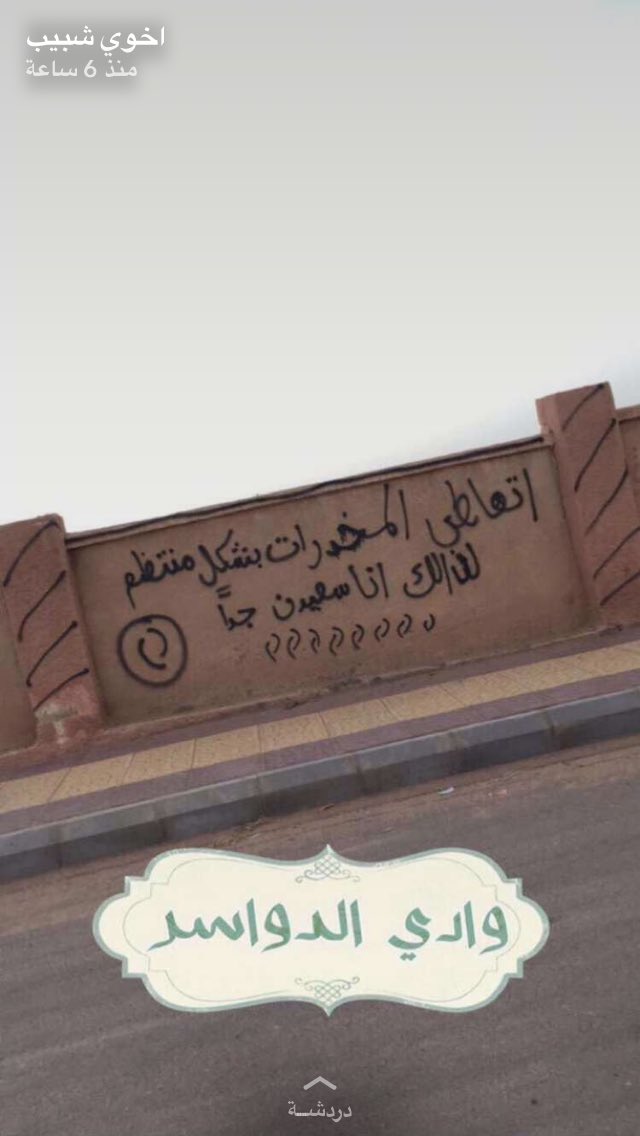 اخوي شبيب
منذ 6 ساعة
اتعاطى المخدرات بشكل منتظم
لذالك انا سعيدن جداً
وادي الدواسر
دردشة